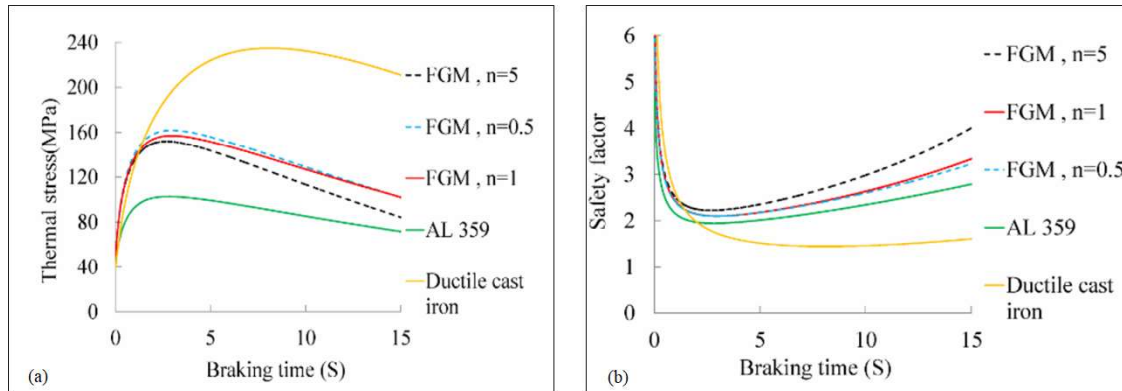 240
200
160
120
80
40
0
Thermal stress(MPa)
0 5 10 15
Braking time (S)
FGM , n=5
FGM , n=0.5
FGM , n=1
AL 359
Ductile cast
iron
(a)
6
5
4
3
2
1
0
Safety factor
0 5 10 15
Braking time (S)
FGM , n=5
FGM , n=1
FGM , n=0.5
AL 359
Ductile cast
iron
(b)